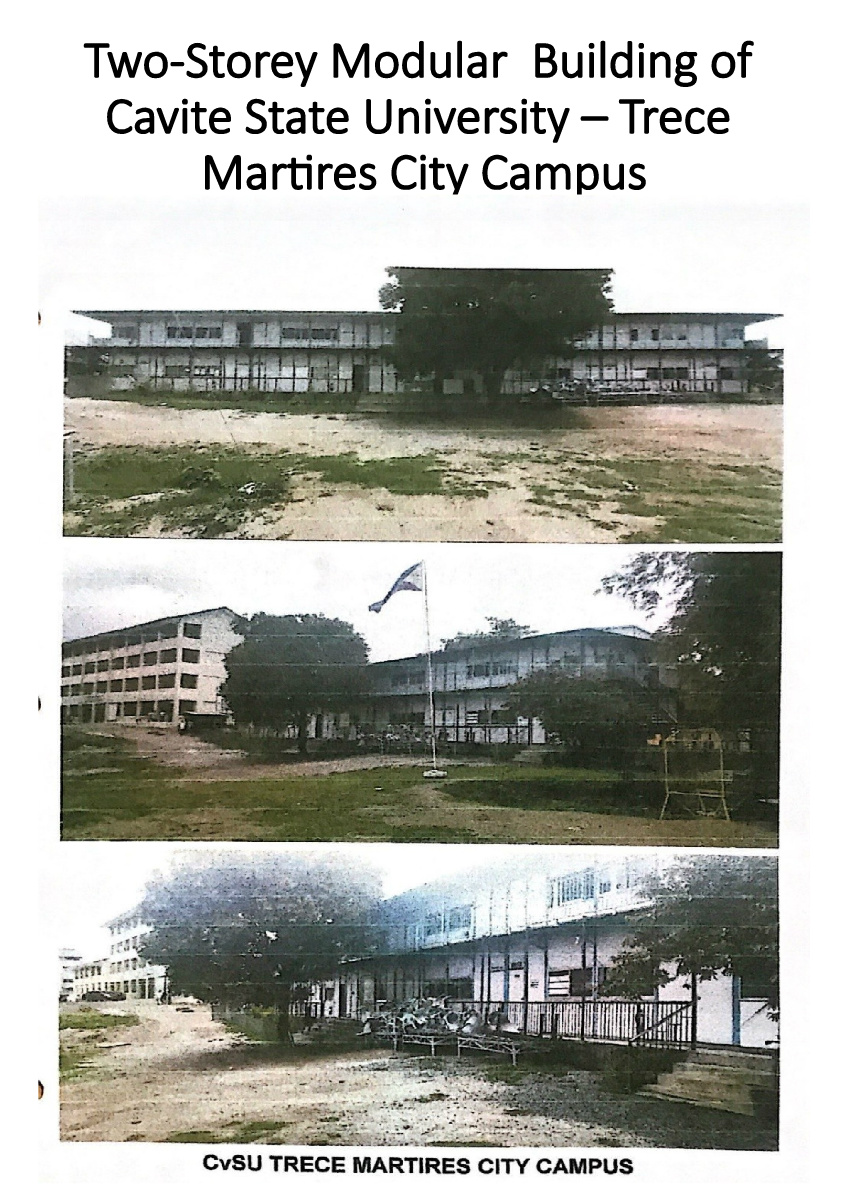 Two-Storey Modular Building of
Cavite State University – Trece
Martires City Campus
CvSU TRECE MARTIRES CITY CAMPUS